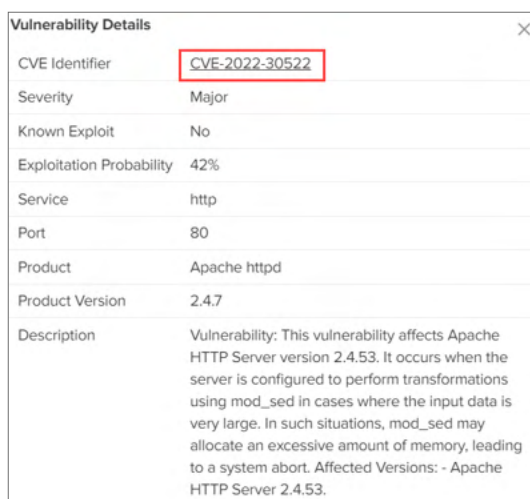 Vulnerability Details
CVE Identifier CVE-2022-30522
Severity Major
Known Exploit No
Exploitation Probability 42%
Service http
Port 80
Product Apache httpd
Product Version 2.4.7
Description Vulnerability: This vulnerability affects Apache
HTTP Server version 2.4.53. It occurs when the
server is configured to perform transformations
using mod_sed in cases where the input data is
very large. In such situations, mod_sed may
allocate an excessive amount of memory, leading
to a system abort. Affected Versions: - Apache
HTTP Server 2.4.53.